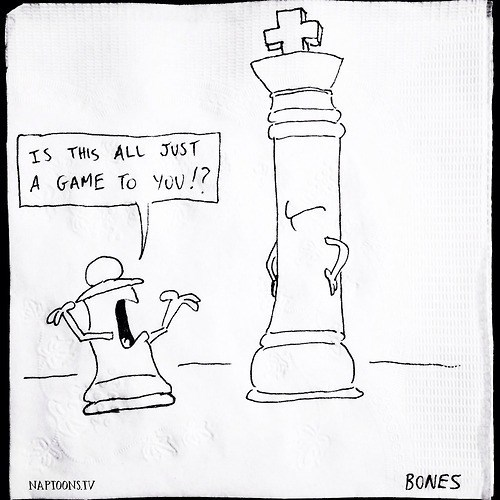 IS THIS ALL JUST
A GAME TO YOU!?
NAPTOONS.TV
BONES